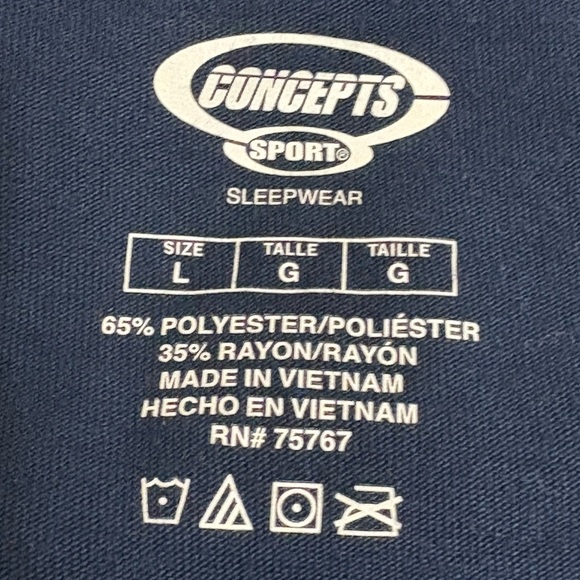 CONCEPTS
SPORT®
SLEEPWEAR
SIZE TALLE TAILLE
L G G
65% POLYESTER/POLIÉSTER
35% RAYON/RAYÓN
MADE IN VIETNAM
HECHO EN VIETNAM
RN# 75767